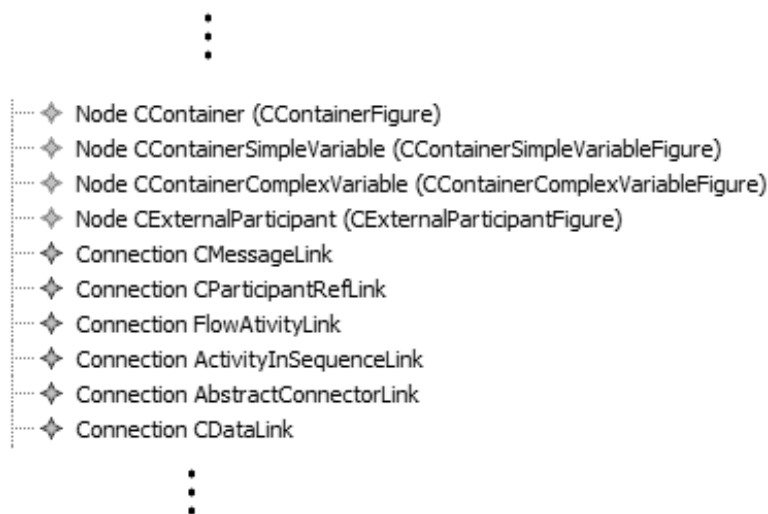 Node CContainer (CContainerFigure)
Node CContainerSimpleVariable (CContainerSimpleVariableFigure)
Node CContainerComplexVariable (CContainerComplexVariableFigure)
Node CExternalParticipant (CExternalParticipantFigure)
Connection CMessageLink
Connection CParticipantRefLink
Connection FlowAtivityLink
Connection ActivityInSequenceLink
Connection AbstractConnectorLink
Connection CDataLink